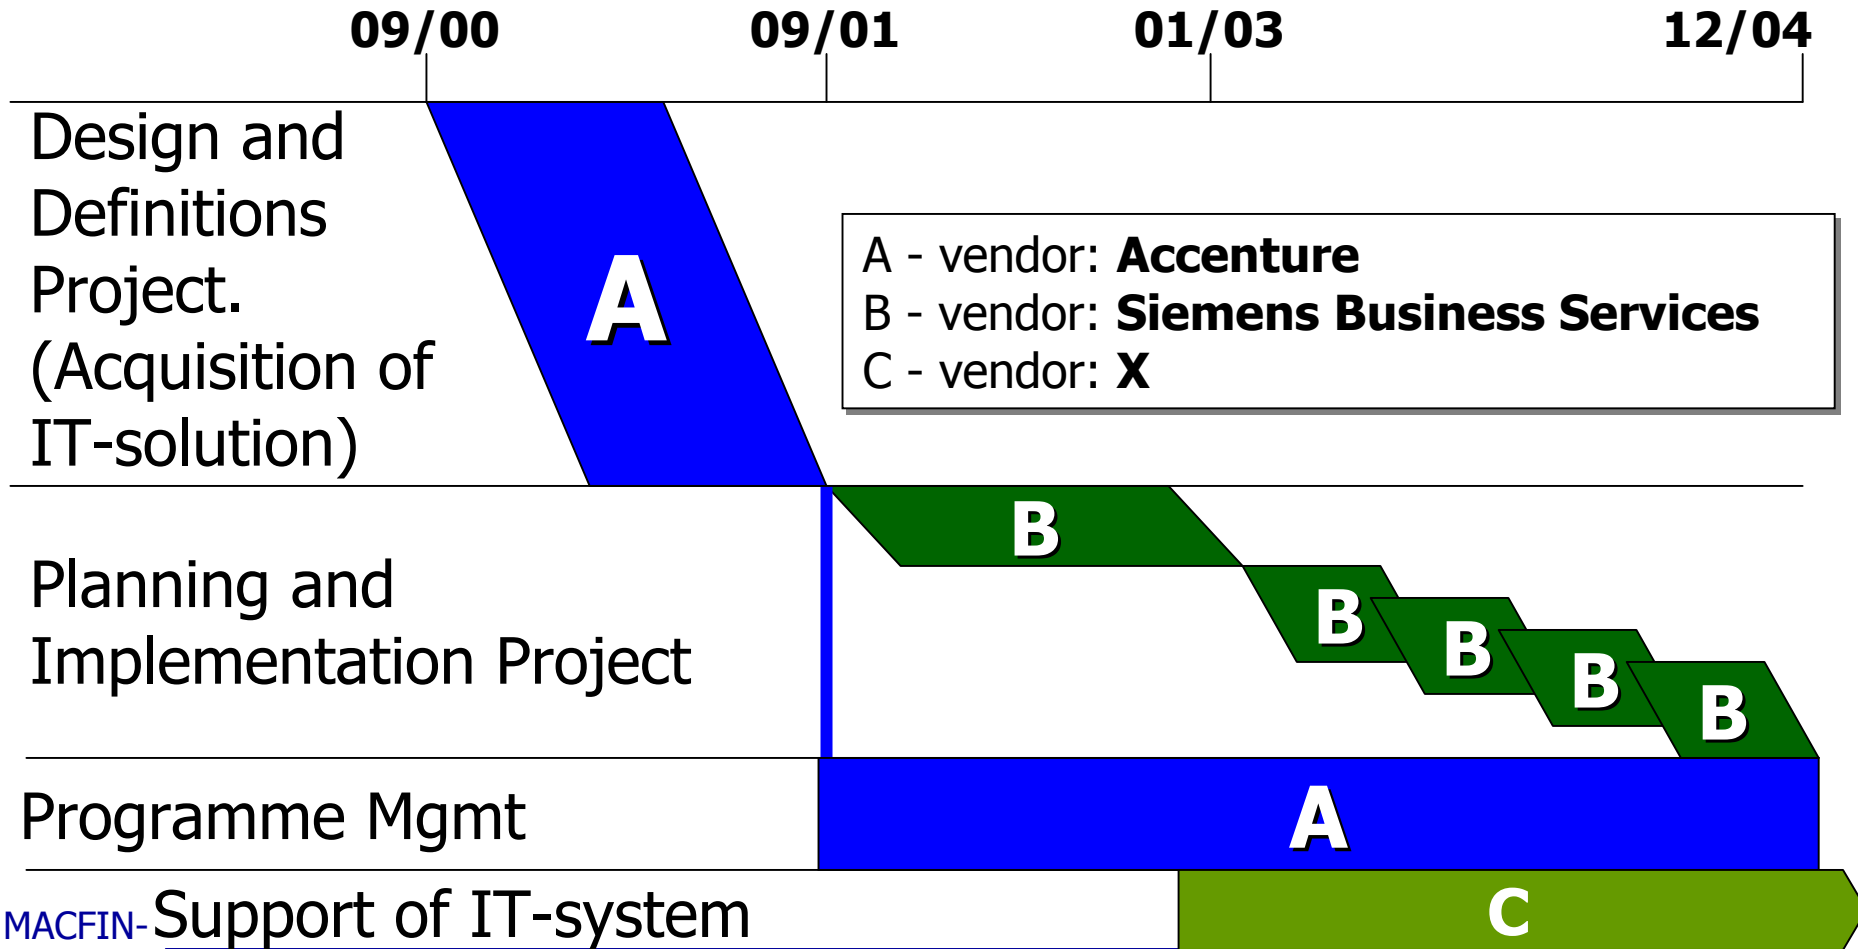 09/00 09/01 01/03 12/04
Design and
Definitions
Project.
(Acquisition of
IT-solution)
A
A - vendor: Accenture
B - vendor: Siemens Business Services
C - vendor: X
Planning and
Implementation Project
B
B
B
B
B
Programme Mgmt
A
MACFIN-Support of IT-system
C